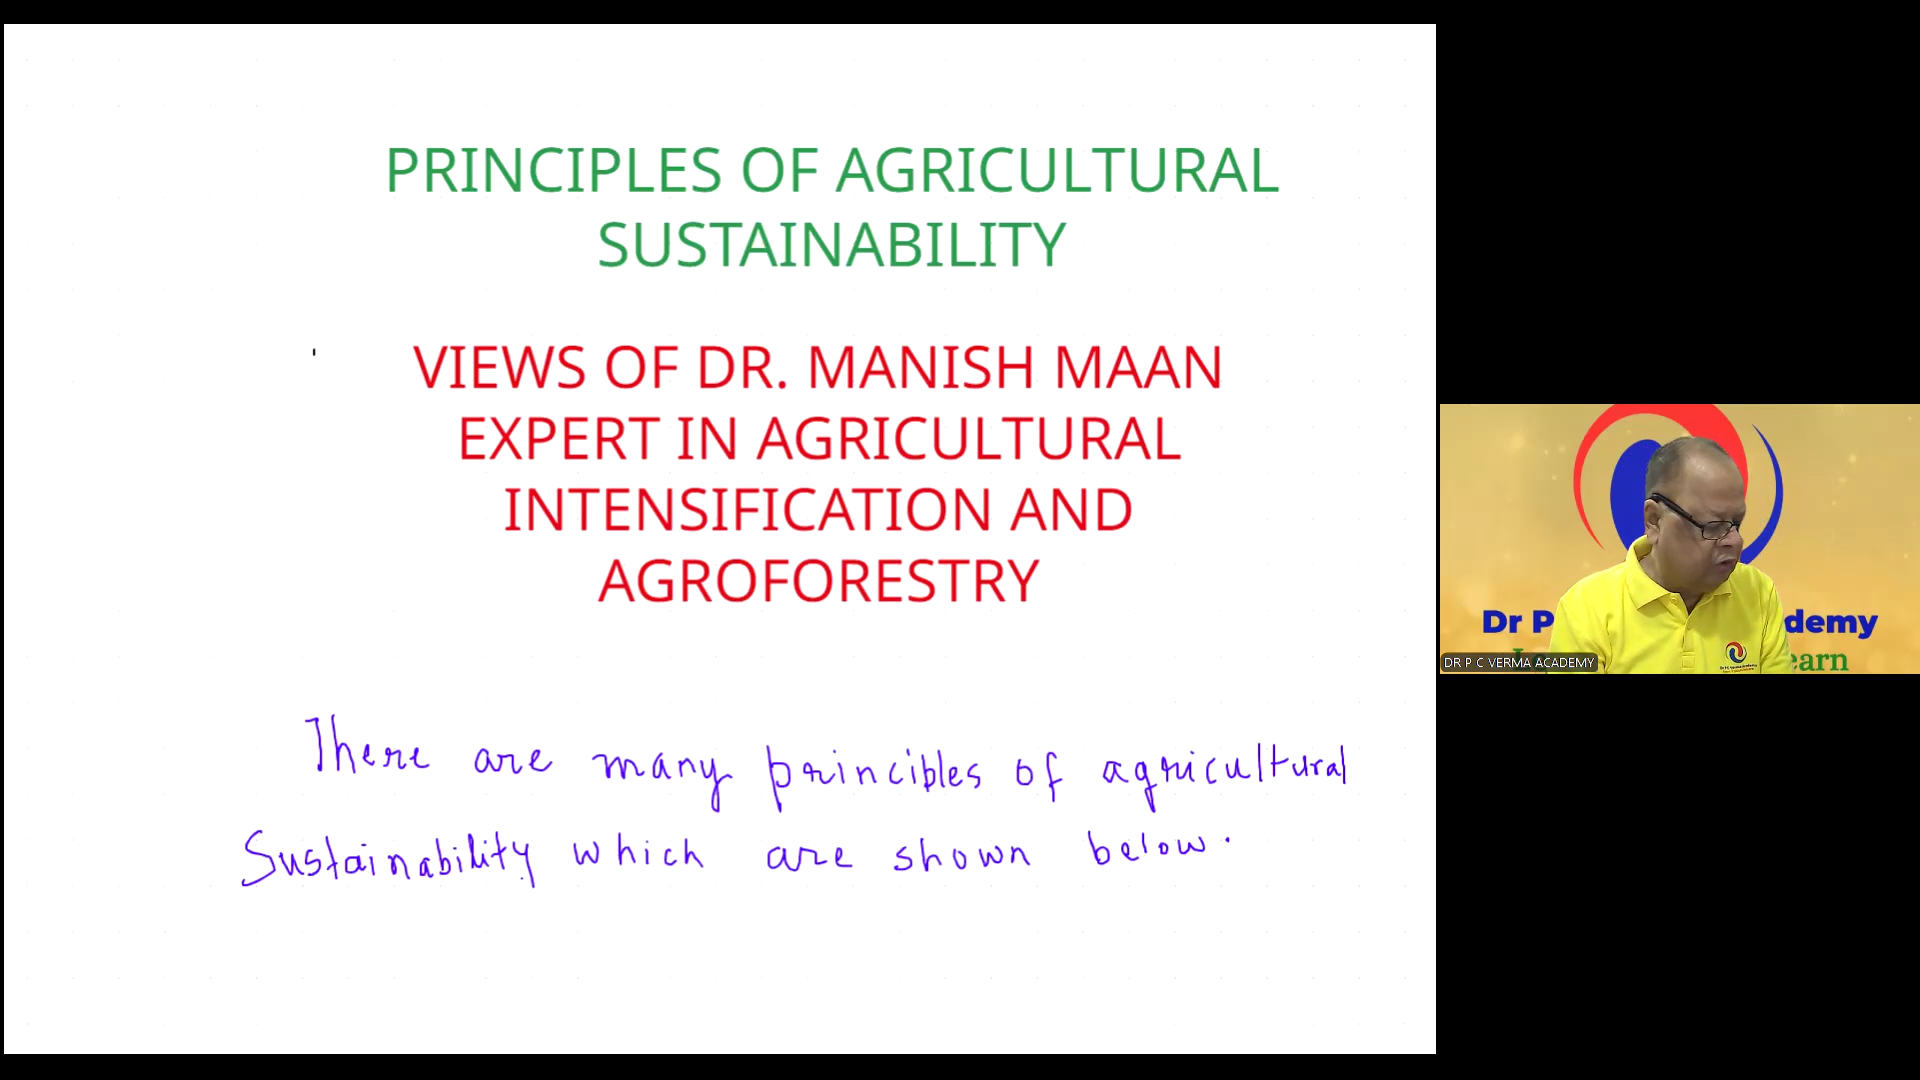 PRINCIPLES OF AGRICULTURAL
SUSTAINABILITY
VIEWS OF DR. MANISH MAAN
EXPERT IN AGRICULTURAL
INTENSIFICATION AND
AGROFORESTRY
There are many principles of agricultural
Sustainability which are shown below.
Dr P demy
earn
DR P C VERMA ACADEMY